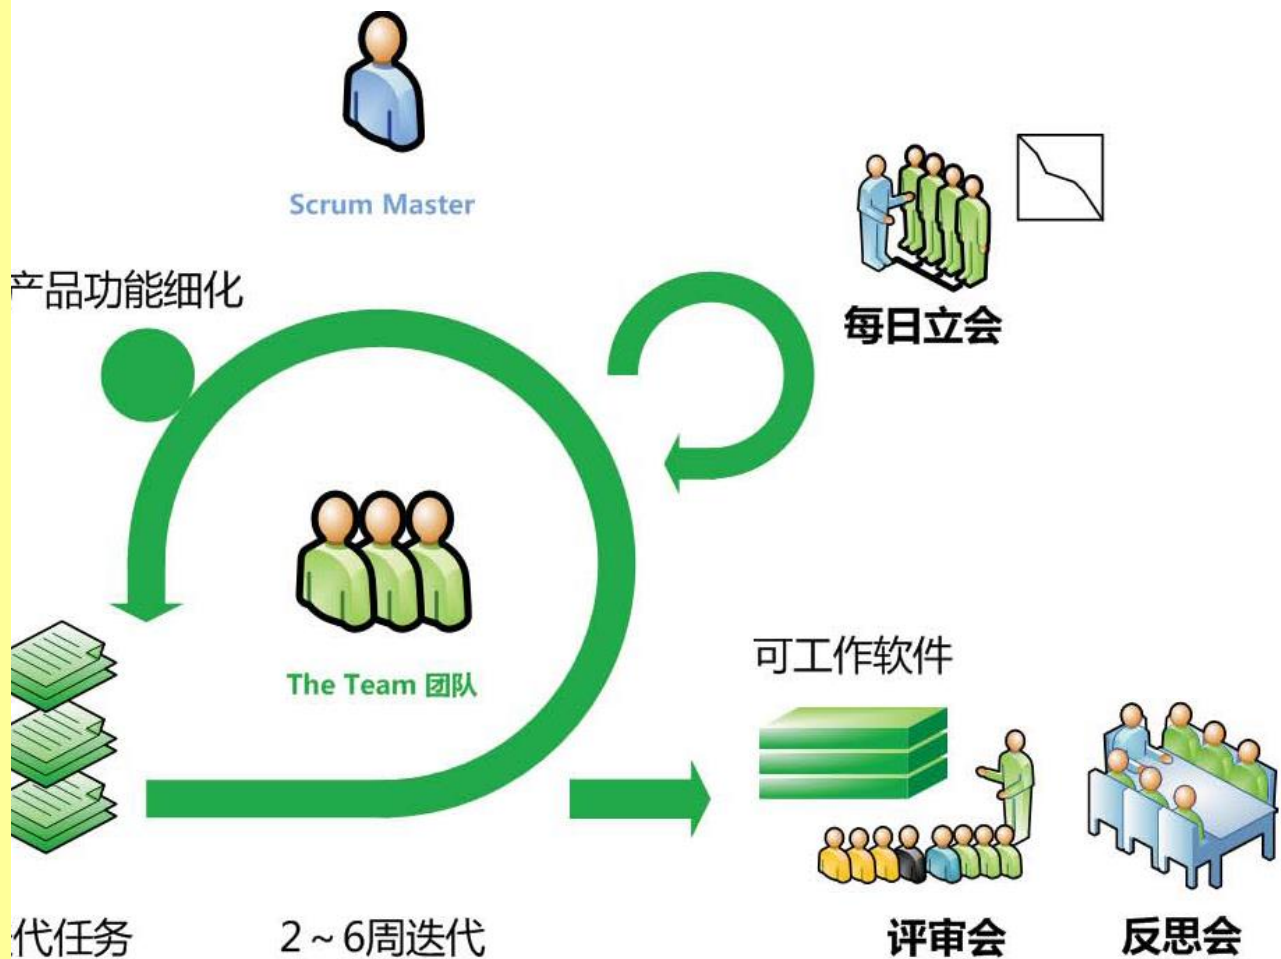 Scrum Master
产品功能细化
每日立会
The Team 团队
可工作软件
代任务
2～6周迭代
评审会
反思会